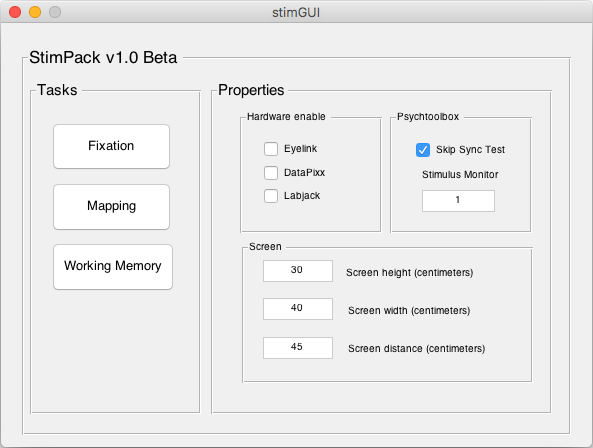 stimGUI
StimPack v1.0 Beta
Tasks
Fixation
Mapping
Working Memory
Properties
Hardware enable
Eyelink
DataPixx
Labjack
Psychtoolbox
Skip Sync Test
Stimulus Monitor
1
Screen
30 Screen height (centimeters)
40 Screen width (centimeters)
45 Screen distance (centimeters)